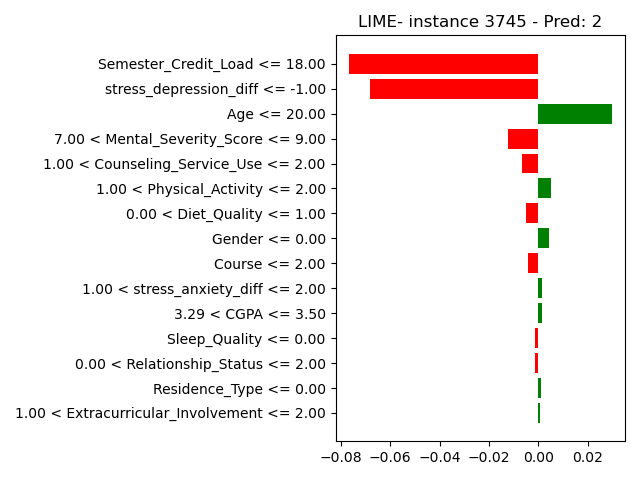 LIME- instance 3745 - Pred: 2
Semester_Credit_Load <= 18.00
stress_depression_diff <= -1.00
Age <= 20.00
7.00 < Mental_Severity_Score <= 9.00
1.00 < Counseling_Service_Use <= 2.00
1.00 < Physical_Activity <= 2.00
0.00 < Diet_Quality <= 1.00
Gender <= 0.00
Course <= 2.00
1.00 < stress_anxiety_diff <= 2.00
3.29 < CGPA <= 3.50
Sleep_Quality <= 0.00
0.00 < Relationship_Status <= 2.00
Residence_Type <= 0.00
1.00 < Extracurricular_Involvement <= 2.00
−0.08 −0.06 −0.04 −0.02 0.00 0.02